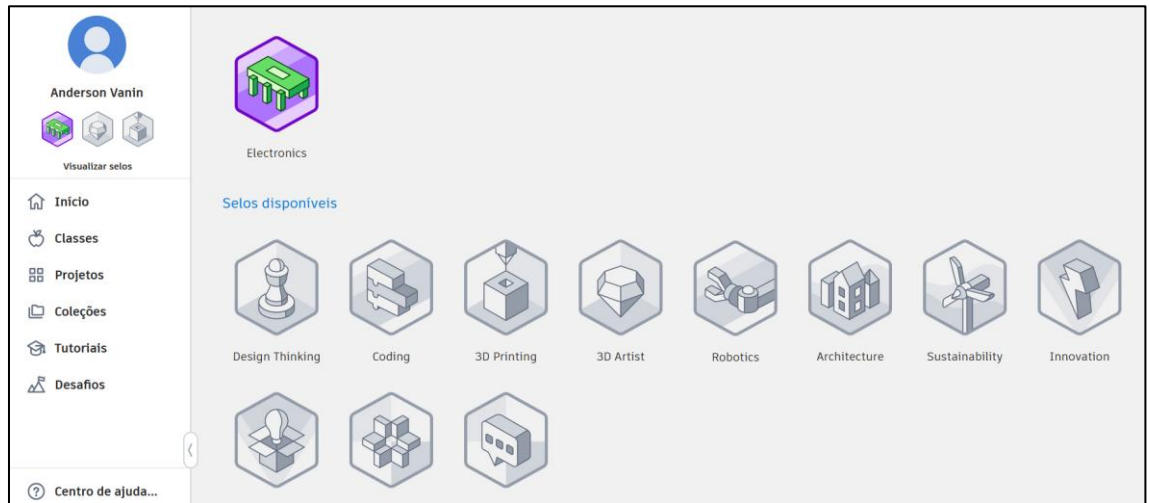 Anderson Vanin
Visualizar selos
Início
Classes
Projetos
Coleções
Tutoriais
Desafios
Centro de ajuda...
Electronics
Selos disponíveis
Design Thinking
Coding
3D Printing
3D Artist
Robotics
Architecture
Sustainability
Innovation